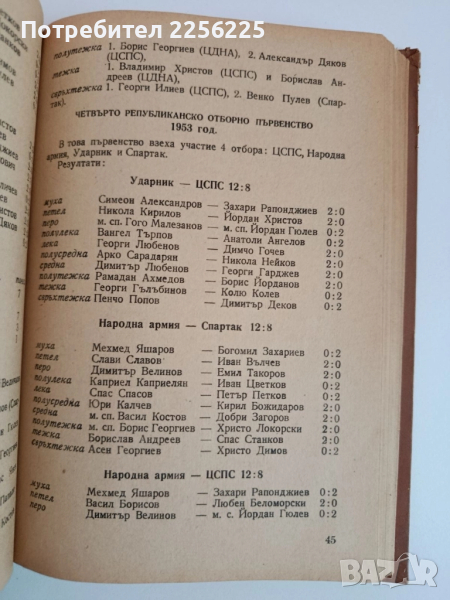 Потребител 2256225
полутежка 1. Борис Георгиев (ЦДНА), 2. Александър Дяков
(ЦСПС),
тежка 1. Владимир Христов (ЦСПС) и Борислав Ан-
дреев (ЦДНА),
свръхтежка 1. Георги Илиев (ЦСПС), 2. Венко Пулев (Спар-
так).
ЧЕТВЪРТО РЕПУБЛИКАНСКО ОТБОРНО ПЪРВЕНСТВО
1953 год.
В това първенство взеха участие 4 отбора: ЦСПС, Народна
армия, Ударник и Спартак.
Резултати:
Ударник — ЦСПС 12:8
муха Симеон Александров — Захари Рапонджиев 2:0
петел Никола Кирилов — Йордан Христов 2:0
перо м. сп. Гого Малезанов — м. сп. Йордан Гюлев 0:2
полулека Вангел Търпов — Анатоли Ангелов 2:0
лека Георги Любенов — Димчо Гочев 2:0
полусредна Арко Сарадарян — Никола Нейков 2:0
средна Димитър Любенов — Георги Гарджев 2:0
полутежка Рамадан Ахмедов — Борис Йорданов 0:2
тежка Георги Гълъбинов — Колю Колев 0:2
свръхтежка Пенчо Попов — Димитър Деков 0:2
Народна армия — Спартак 12:8
муха Мехмед Яшаров — Богомил Захариев 0:2
петел Слави Славов — Иван Вълчев 2:0
перо Димитър Велинов — Емил Такоров 2:0
полулека Каприел Каприелян — Иван Цветков 0:2
лека Спас Спасов — Петър Петков 0:2
полусредна Юри Калчев — Кирил Божидаров 2:0
средна м. сп. Васил Костов — Добри Загоров 2:0
полутежка м. сп. Борис Георгиев — Христо Локорски 2:0
тежка Борислав Андреев — Спас Станков 2:0
свръхтежка Асен Георгиев — Христо Димов 0:2
Народна армия — ЦСПС 12:8
муха Мехмед Яшаров — Захари Рапонджиев 0:2
петел Васил Борисов — Любен Беломорски 2:0
перо Димитър Велинов — м. с. Йордан Гюлев 0:2
45
bazar.bg